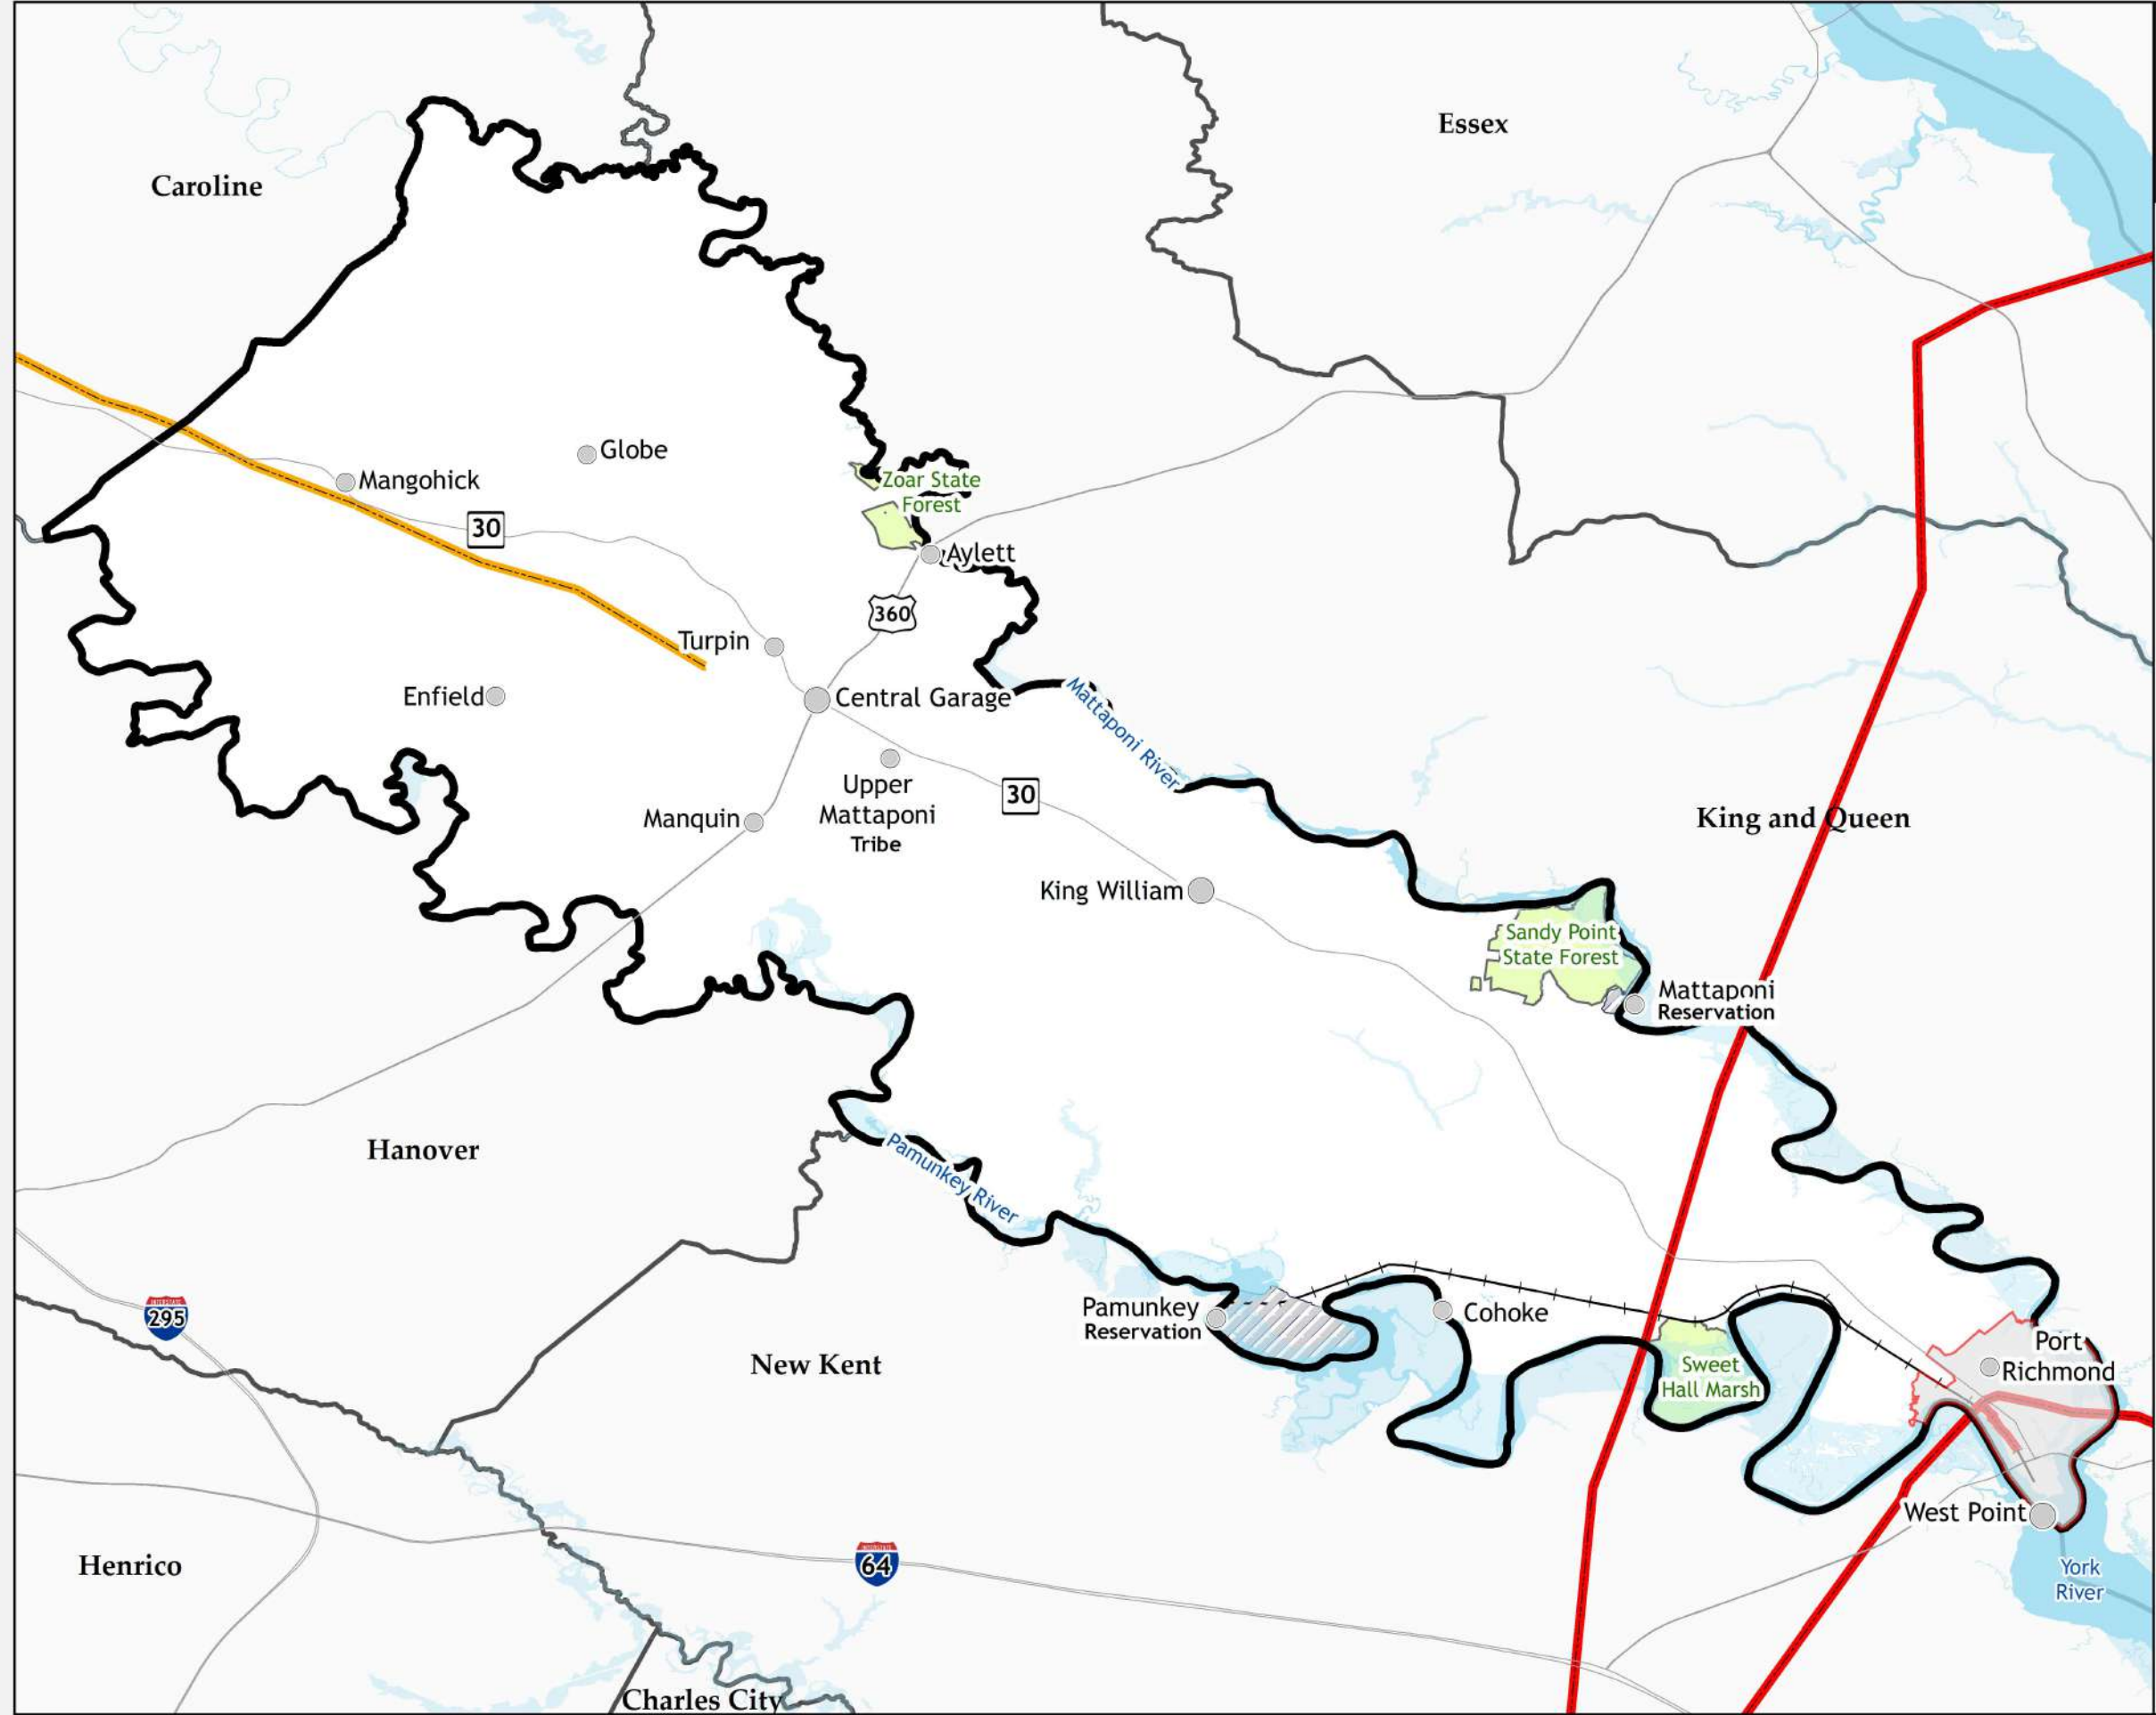 Essex
Caroline
Globe
Mangohick
Zoar State
Forest
30
Aylett
360
Turpin
Enfield
Central Garage
Mattaponi River
Upper
Mattaponi
Tribe
30
Manquin
King and Queen
King William
Sandy Point
State Forest
Mattaponi
Reservation
Hanover
Pamunkey River
INTERSTATE
295
Pamunkey
Reservation
Cohoke
Port
Richmond
New Kent
Sweet
Hall Marsh
West Point
Henrico
INTERSTATE
64
York
River
Charles City